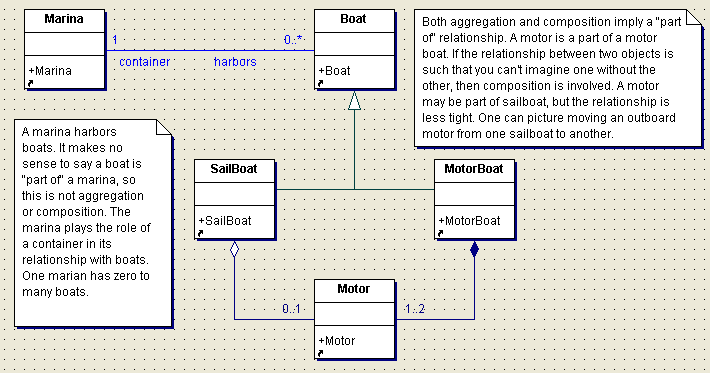 Marina
+Marina
1
0..*
container
harbors
Boat
+Boat
Both aggregation and composition imply a "part
of" relationship. A motor is a part of a motor
boat. If the relationship between two objects is
such that you can't imagine one without the
other, then composition is involved. A motor
may be part of sailboat, but the relationship is
less tight. One can picture moving an outboard
motor from one sailboat to another.
A marina harbors
boats. It makes no
sense to say a boat is
"part of" a marina, so
this is not aggregation
or composition. The
marina plays the role of
a container in its
relationship with boats.
One marian has zero to
many boats.
SailBoat
+SailBoat
MotorBoat
+MotorBoat
0..1
Motor
+Motor
1..2